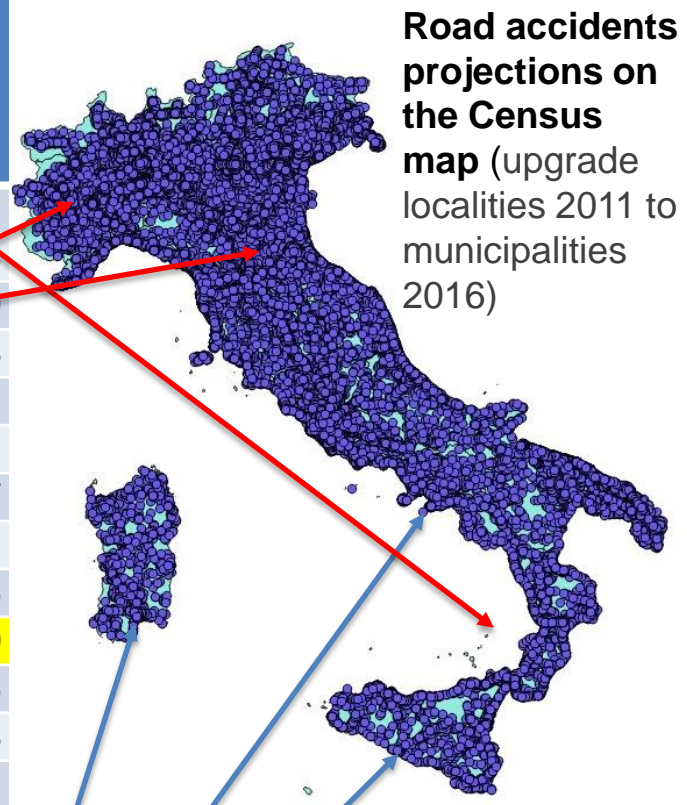 Road accidents
projections on
the Census
map (upgrade
localities 2011 to
municipalities
2016)